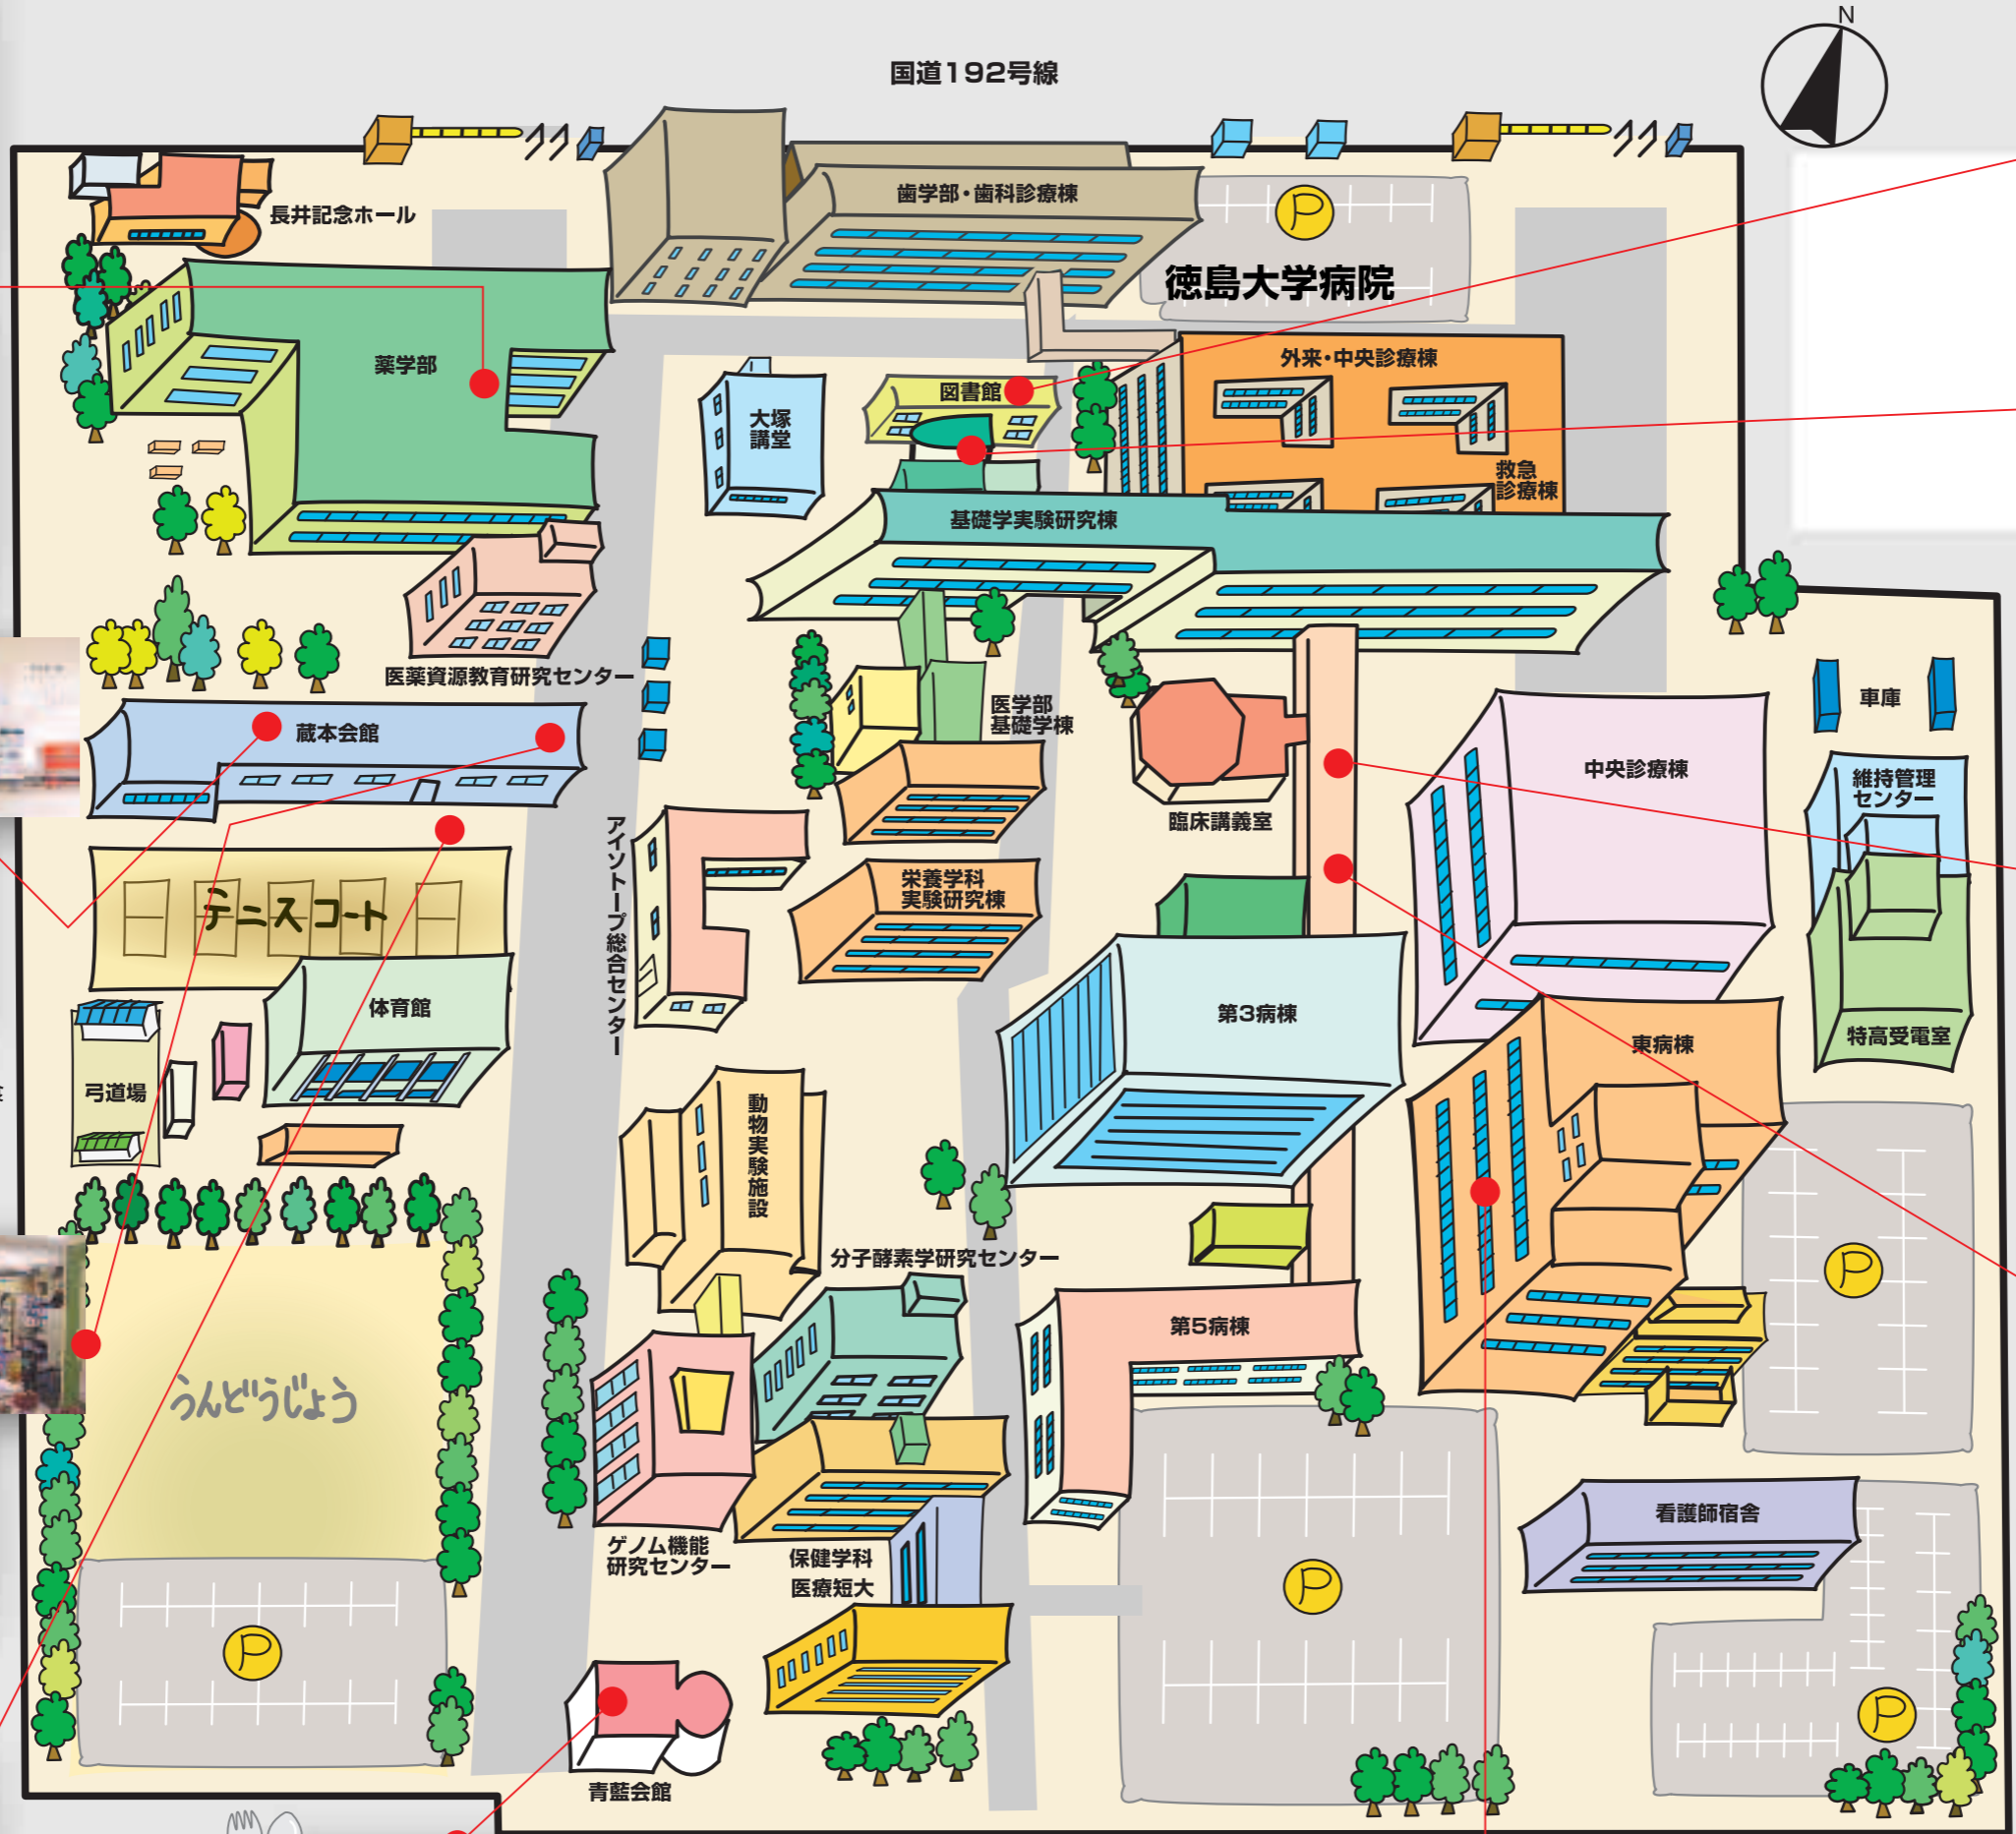 N
国道192号線
長井記念ホール
歯学部・歯科診療棟
P
徳島大学病院
薬学部
大塚
講堂
図書館
外来・中央診療棟
救急
診療棟
基礎学実験研究棟
医薬資源教育研究センター
蔵本会館
医学部
基礎学棟
臨床講義室
中央診療棟
車庫
維持管理
センター
アイソトープ総合センター
テニスコート
栄養学科
実験研究棟
体育館
第3病棟
東病棟
特高受電室
弓道場
動物実験施設
分子酵素学研究センター
P
第5病棟
うんどうじょう
看護師宿舎
ゲノム機能
研究センター
保健学科
医療短大
P
P
P
青藍会館